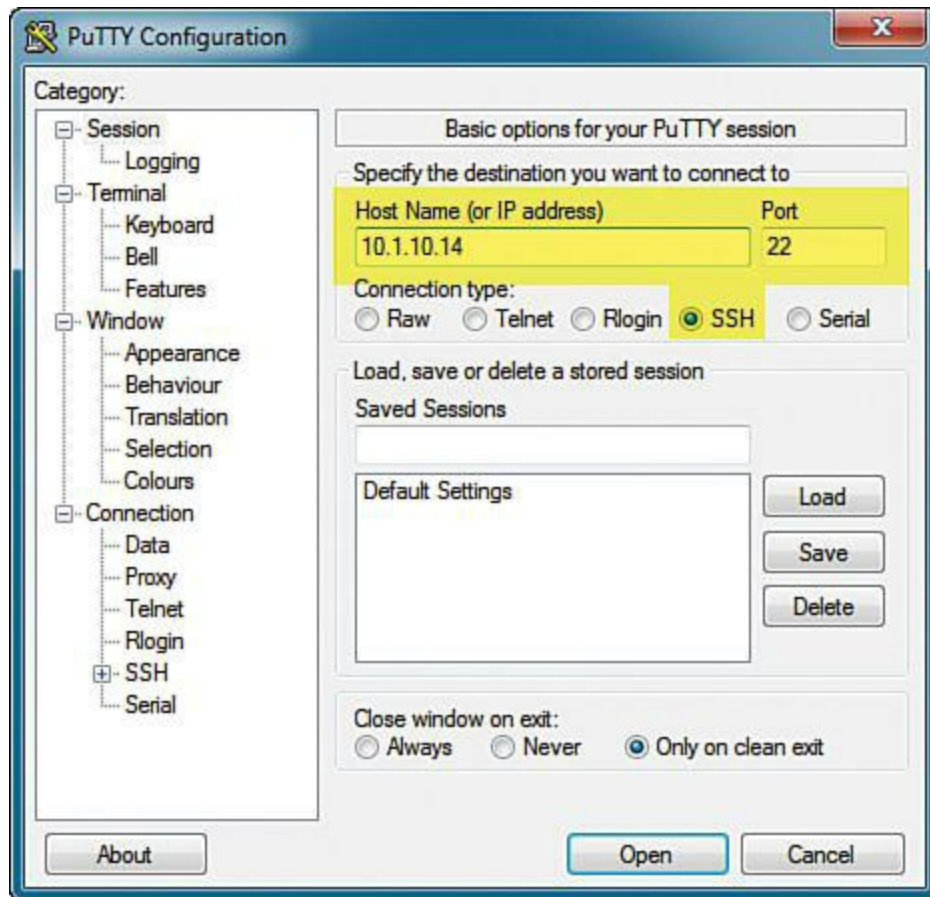 PuTTY Configuration
Category:
Session
Logging
Terminal
Keyboard
Bell
Features
Window
Appearance
Behaviour
Translation
Selection
Colours
Connection
Data
Proxy
Telnet
Rlogin
SSH
Serial
Basic options for your PuTTY session
Specify the destination you want to connect to
Host Name (or IP address) Port
10.1.10.14 22
Connection type:
Raw Telnet Rlogin SSH Serial
Load, save or delete a stored session
Saved Sessions
Default Settings
Load
Save
Delete
Close window on exit:
Always Never Only on clean exit
About Open Cancel